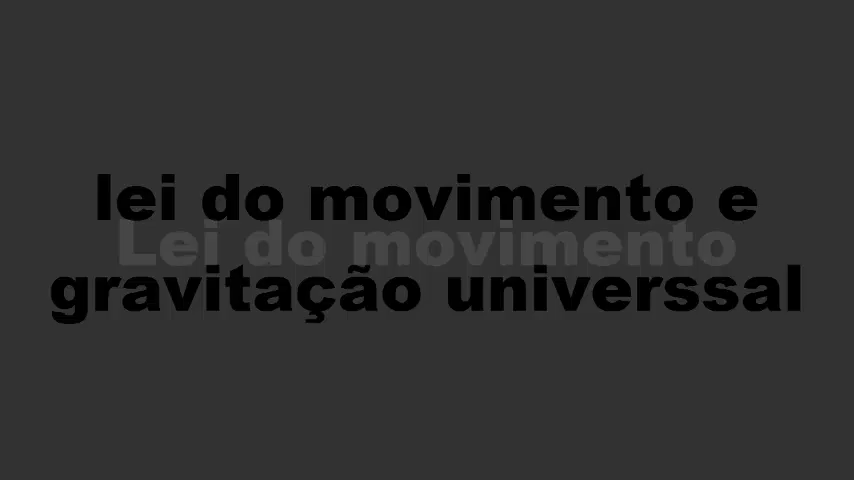 lei do movimento e
Lei do movimento
gravitação universsal